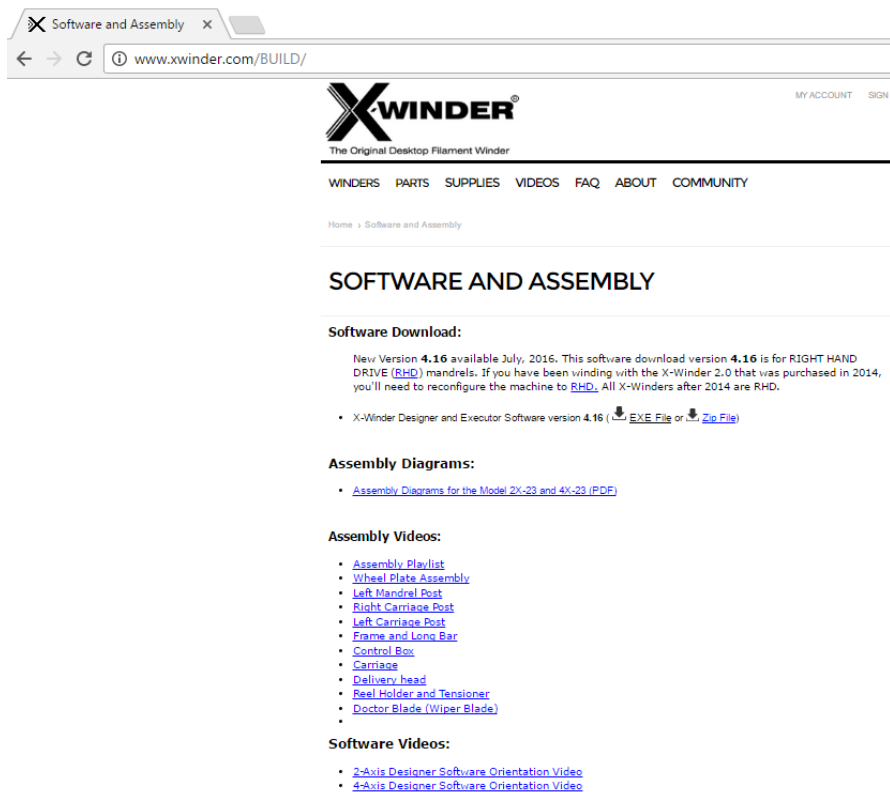 Software and Assembly
www.xwinder.com/BUILD/
X-WINDER®
The Original Desktop Filament Winder
MY ACCOUNT SIGN
WINDERS PARTS SUPPLIES VIDEOS FAQ ABOUT COMMUNITY
Home › Software and Assembly
SOFTWARE AND ASSEMBLY
Software Download:
New Version 4.16 available July, 2016. This software download version 4.16 is for RIGHT HAND
DRIVE (RHD) mandrels. If you have been winding with the X-Winder 2.0 that was purchased in 2014,
you'll need to reconfigure the machine to RHD. All X-Winders after 2014 are RHD.
• X-Winder Designer and Executor Software version 4.16 ( EXE File or Zip File)
Assembly Diagrams:
• Assembly Diagrams for the Model 2X-23 and 4X-23 (PDF)
Assembly Videos:
• Assembly Playlist
• Wheel Plate Assembly
• Left Mandrel Post
• Right Carriage Post
• Left Carriage Post
• Frame and Long Bar
• Control Box
• Carriage
• Delivery head
• Reel Holder and Tensioner
• Doctor Blade (Wiper Blade)
•
Software Videos:
• 2-Axis Designer Software Orientation Video
• 4-Axis Designer Software Orientation Video